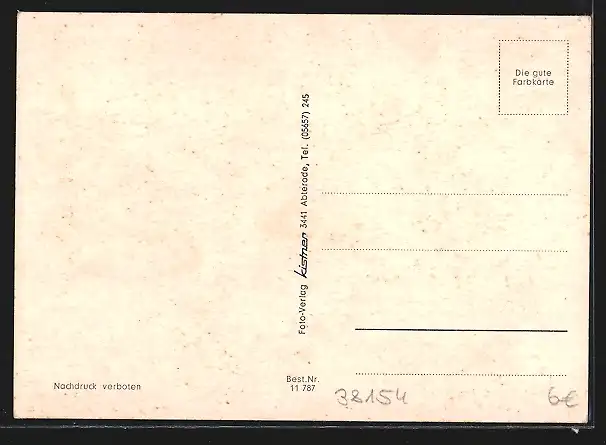 Die gute
Farbkarte
Foto-Verlag kistner 3441 Abterode, Tel. (05657) 245
Nachdruck verboten
Best.Nr.
11 787
38154
6€